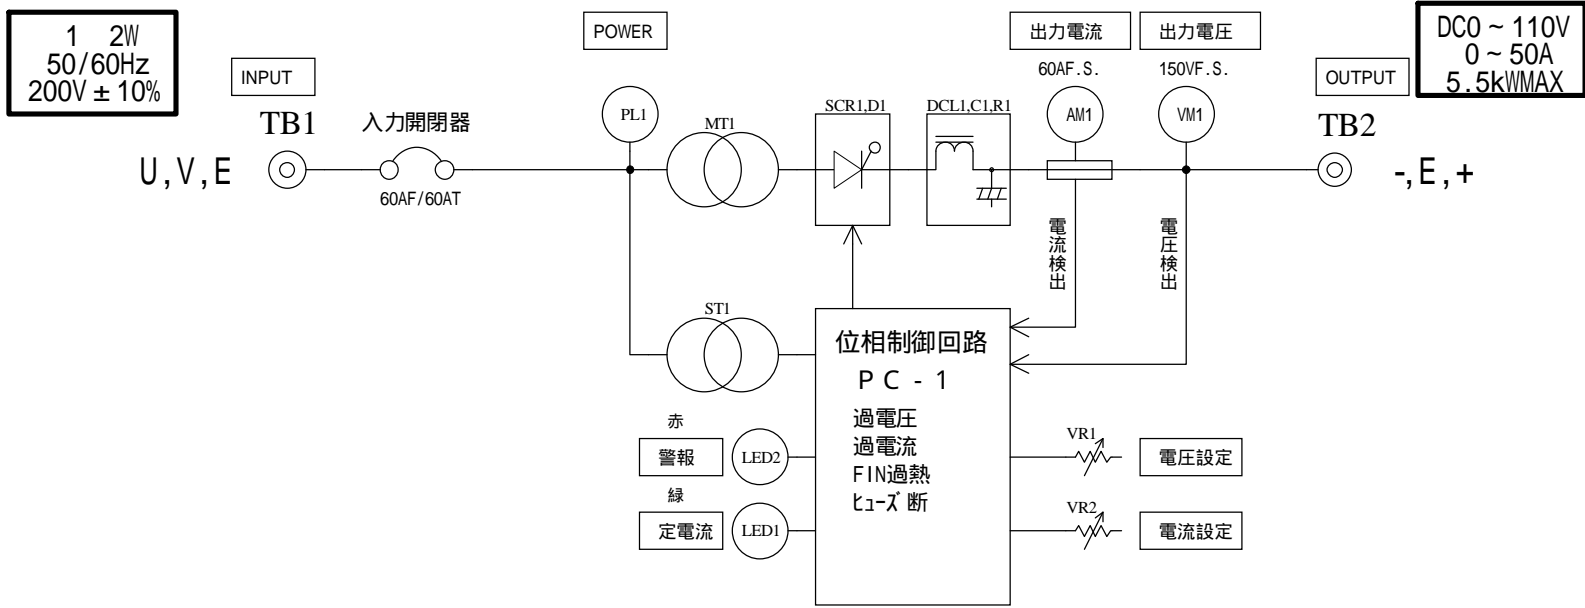 1 2W
50/60Hz
200V±10%
INPUT
TB1
U,V,E
入力開閉器
60AF/60AT
POWER
PL1
MT1
SCR1,D1
DCL1,C1,R1
出力電流
60AF.S.
AM1
出力電圧
150VF.S.
VM1
DC0~110V
0~50A
5.5kWMAX
OUTPUT
TB2
-,E,+
電流検出
電圧検出
ST1
位相制御回路
PC-1
過電圧
過電流
FIN過熱
ﾋｭｰｽﾞ断
赤
警報
LED2
緑
定電流
LED1
VR1
電圧設定
VR2
電流設定